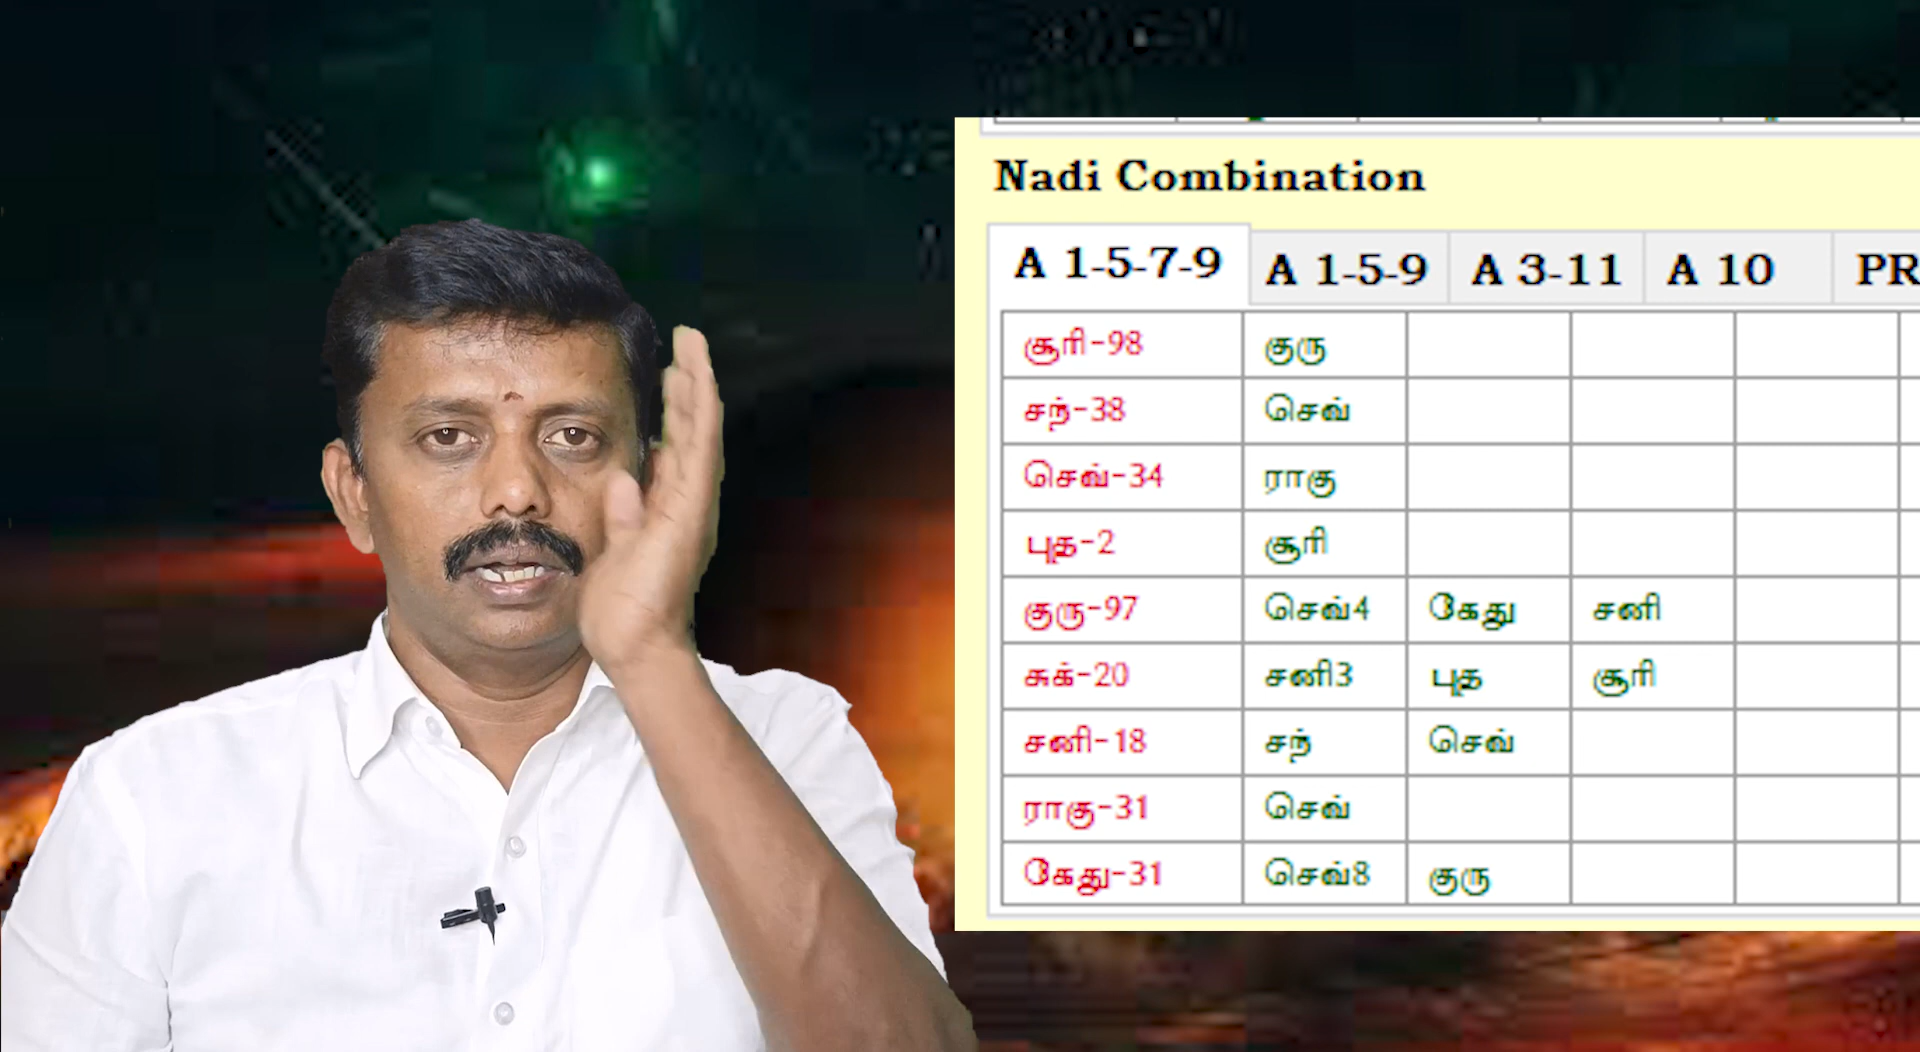 Nadi Combination
A 1-5-7-9 A 1-5-9 A 3-11 A 10 PR
சூரி-98 குரு
சந்-38 செவ்
செவ்-34 ராகு
புத-2 சூரி
குரு-97 செவ்4 கேது சனி
சுக்-20 சனி3 புத சூரி
சனி-18 சந் செவ்
ராகு-31 செவ்
கேது-31 செவ்8 குரு